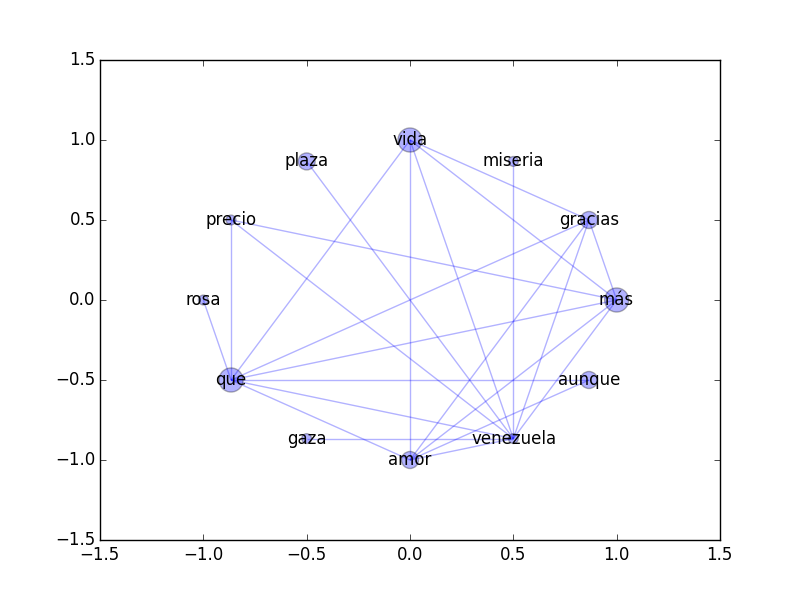 1.5
1.0
0.5
0.0
−0.5
−1.0
−1.5
vida
plaza
miseria
precio
gracias
rosa
más
que
aunque
gaza
venezuela
amor
−1.5
−1.0
−0.5
0.0
0.5
1.0
1.5